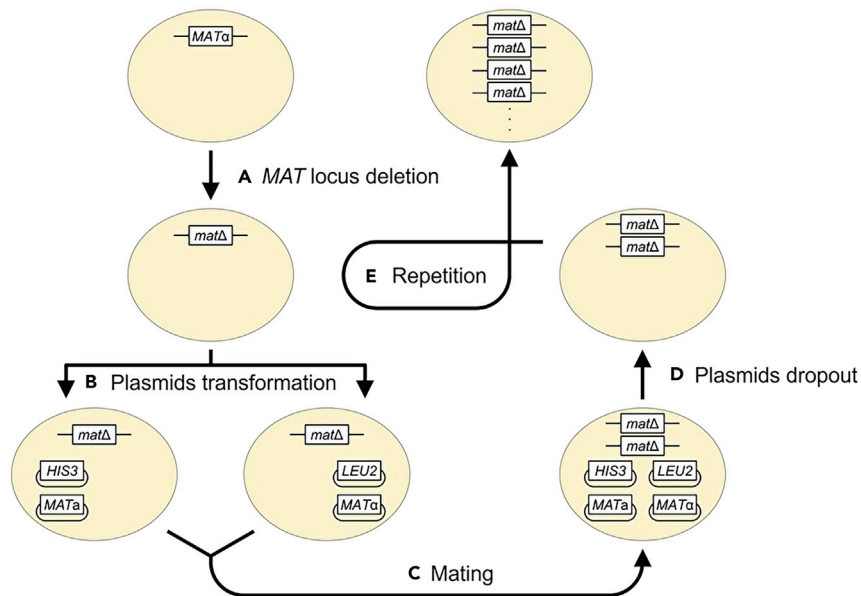 MATα
matΔ
matΔ
matΔ
matΔ
A MAT locus deletion
matΔ
matΔ
matΔ
E Repetition
B Plasmids transformation
D Plasmids dropout
matΔ
HIS3
MATa
matΔ
LEU2
MATα
matΔ
matΔ
HIS3 LEU2
MATa MATα
C Mating